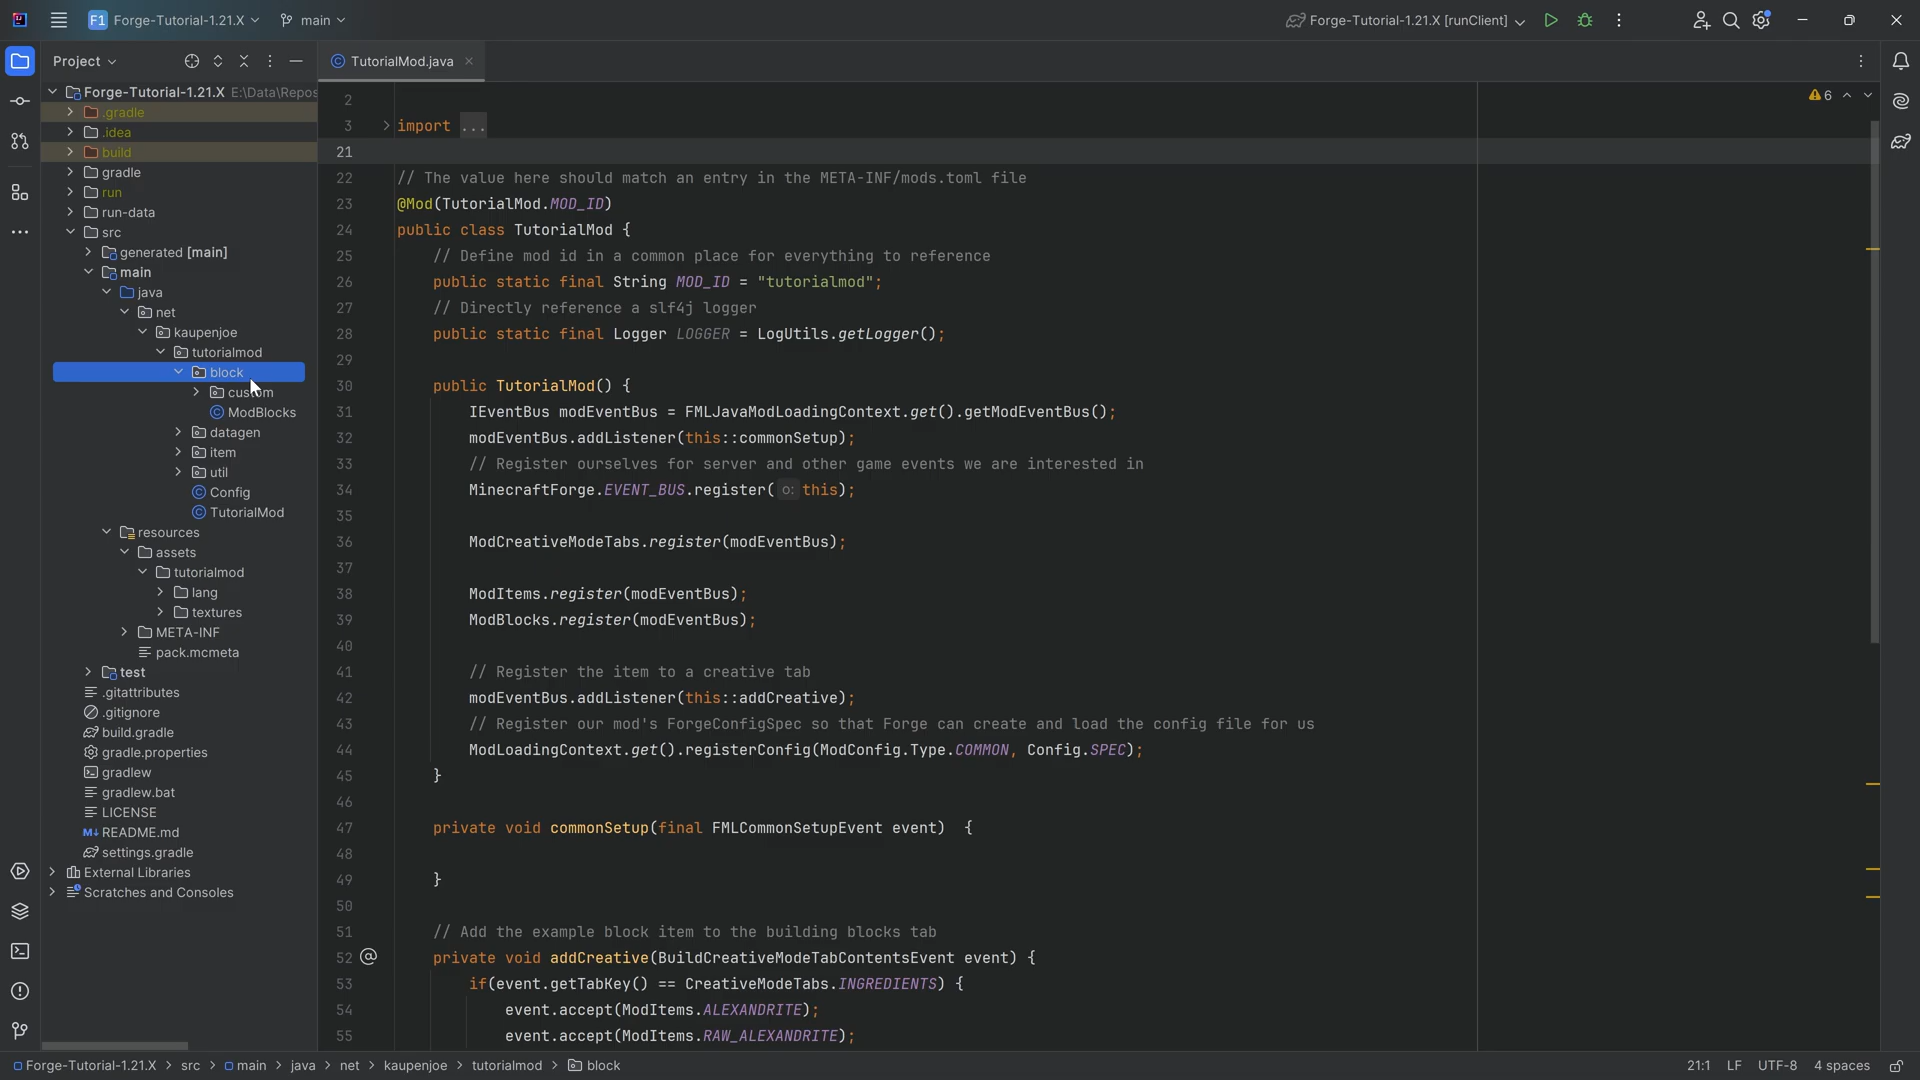 F1 Forge-Tutorial-1.21.X main Forge-Tutorial-1.21.X [runClient]
Project
Forge-Tutorial-1.21.X E:\Data\Repos
.gradle
.idea
build
gradle
run
run-data
src
generated [main]
main
java
net
kaupenjoe
tutorialmod
block
custom
ModBlocks
datagen
item
util
Config
TutorialMod
resources
assets
tutorialmod
lang
textures
META-INF
pack.mcmeta
test
.gitattributes
.gitignore
build.gradle
gradle.properties
gradlew
gradlew.bat
LICENSE
README.md
settings.gradle
External Libraries
Scratches and Consoles
TutorialMod.java
6
2
3 import ...
21
22 // The value here should match an entry in the META-INF/mods.toml file
23 @Mod(TutorialMod.MOD_ID)
24 public class TutorialMod {
25 // Define mod id in a common place for everything to reference
26 public static final String MOD_ID = "tutorialmod";
27 // Directly reference a slf4j logger
28 public static final Logger LOGGER = LogUtils.getLogger();
29
30 public TutorialMod() {
31 IEventBus modEventBus = FMLJavaModLoadingContext.get().getModEventBus();
32 modEventBus.addListener(this::commonSetup);
33 // Register ourselves for server and other game events we are interested in
34 MinecraftForge.EVENT_BUS.register( o: this);
35
36 ModCreativeModeTabs.register(modEventBus);
37
38 ModItems.register(modEventBus);
39 ModBlocks.register(modEventBus);
40
41 // Register the item to a creative tab
42 modEventBus.addListener(this::addCreative);
43 // Register our mod's ForgeConfigSpec so that Forge can create and load the config file for us
44 ModLoadingContext.get().registerConfig(ModConfig.Type.COMMON, Config.SPEC);
45 }
46
47 private void commonSetup(final FMLCommonSetupEvent event) {
48
49 }
50
51 // Add the example block item to the building blocks tab
52 private void addCreative(BuildCreativeModeTabContentsEvent event) {
53 if(event.getTabKey() == CreativeModeTabs.INGREDIENTS) {
54 event.accept(ModItems.ALEXANDRITE);
55 event.accept(ModItems.RAW_ALEXANDRITE);
Forge-Tutorial-1.21.X > src > main > java > net > kaupenjoe > tutorialmod > block 21:1 LF UTF-8 4 spaces